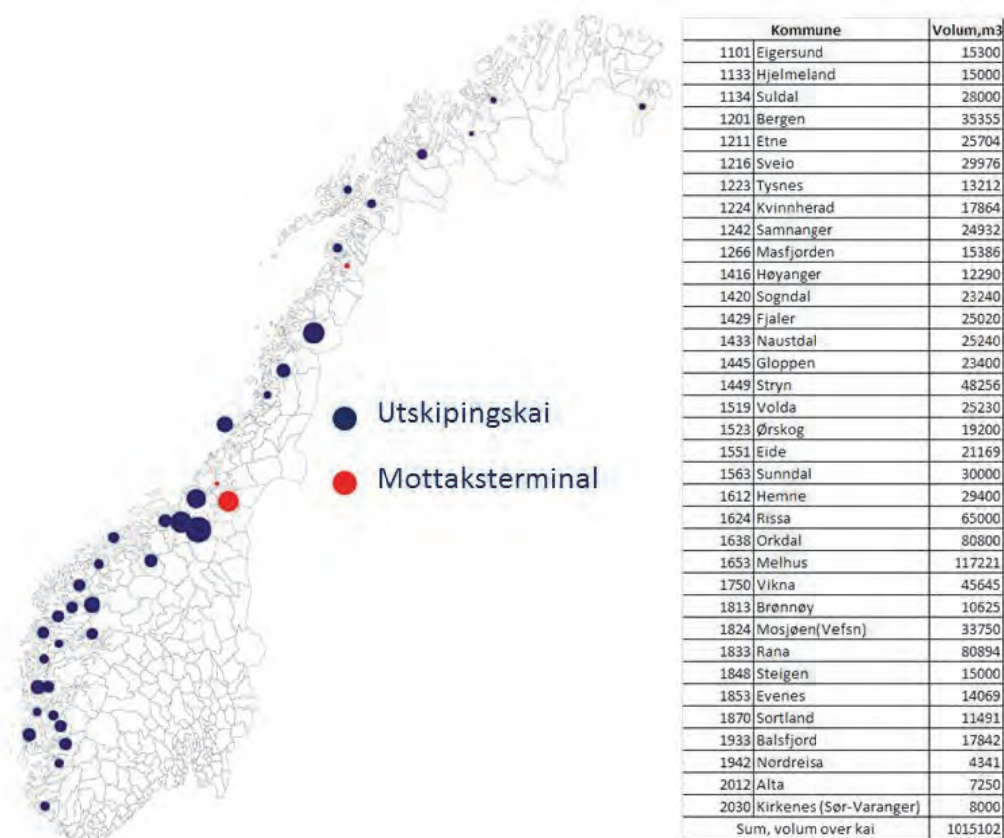 Utskipingskai
Mottaksterminal
Kommune Volum,m3
1101 Eigersund 15300
1133 Hjelmeland 15000
1134 Suldal 28000
1201 Bergen 35355
1211 Etne 25704
1216 Sveio 29976
1223 Tysnes 13212
1224 Kvinnherad 17864
1242 Samnanger 24932
1266 Masfjorden 15386
1416 Høyanger 12290
1420 Sogndal 23240
1429 Fjaler 25020
1433 Naustdal 25240
1445 Gloppen 23400
1449 Stryn 48256
1519 Volda 25230
1523 Ørskog 19200
1551 Eide 21169
1563 Sunndal 30000
1612 Hemne 29400
1624 Rissa 65000
1638 Orkdal 80800
1653 Melhus 117221
1750 Vikna 45645
1813 Brønnøy 10625
1824 Mosjøen(Vefsn) 33750
1833 Rana 80894
1848 Steigen 15000
1853 Evenes 14069
1870 Sortland 11491
1933 Balsfjord 17842
1942 Nordreisa 4341
2012 Alta 7250
2030 Kirkenes (Sør-Varanger) 8000
Sum, volum over kai 1015102